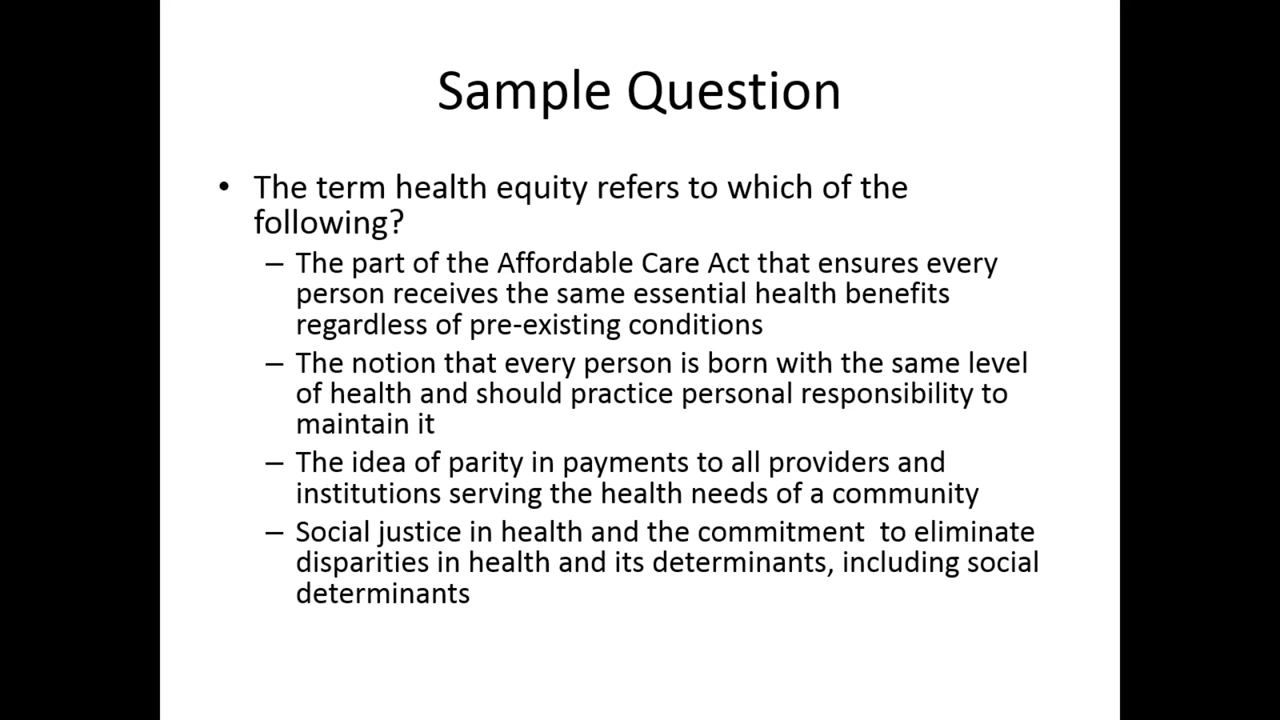 Sample Question
• The term health equity refers to which of the
following?
– The part of the Affordable Care Act that ensures every
person receives the same essential health benefits
regardless of pre-existing conditions
– The notion that every person is born with the same level
of health and should practice personal responsibility to
maintain it
– The idea of parity in payments to all providers and
institutions serving the health needs of a community
– Social justice in health and the commitment  to eliminate
disparities in health and its determinants, including social
determinants